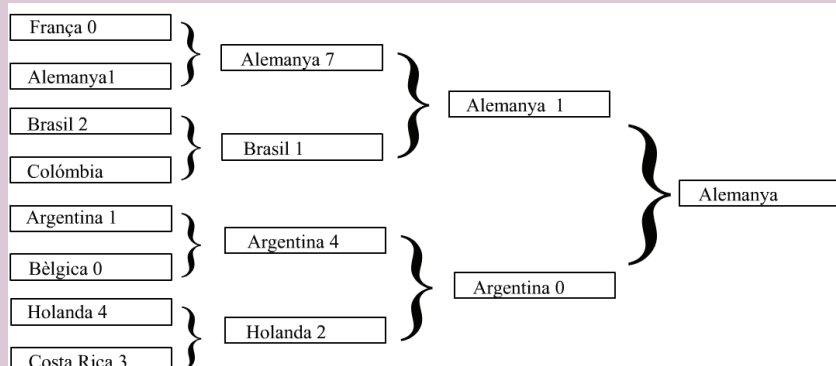 França 0
Alemanya1
Brasil 2
Colómbia
Argentina 1
Bèlgica 0
Holanda 4
Costa Rica 3
Alemanya 7
Brasil 1
Argentina 4
Holanda 2
Alemanya 1
Argentina 0
Alemanya